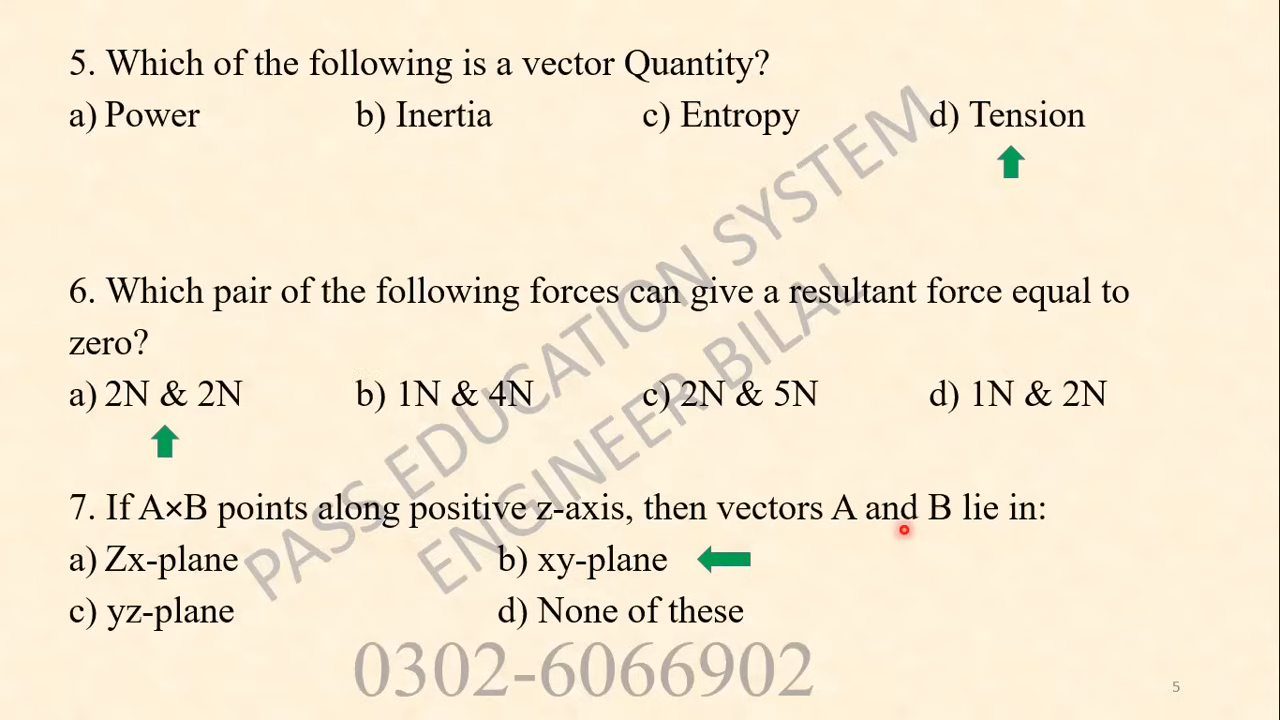 5. Which of the following is a vector Quantity?
a) Power b) Inertia c) Entropy d) Tension
6. Which pair of the following forces can give a resultant force equal to
zero?
a) 2N & 2N b) 1N & 4N c) 2N & 5N d) 1N & 2N
7. If A×B points along positive z-axis, then vectors A and B lie in:
a) Zx-plane b) xy-plane
c) yz-plane d) None of these
PASS EDUCATION SYSTEM
ENGINEER BILAL
0302-6066902
5